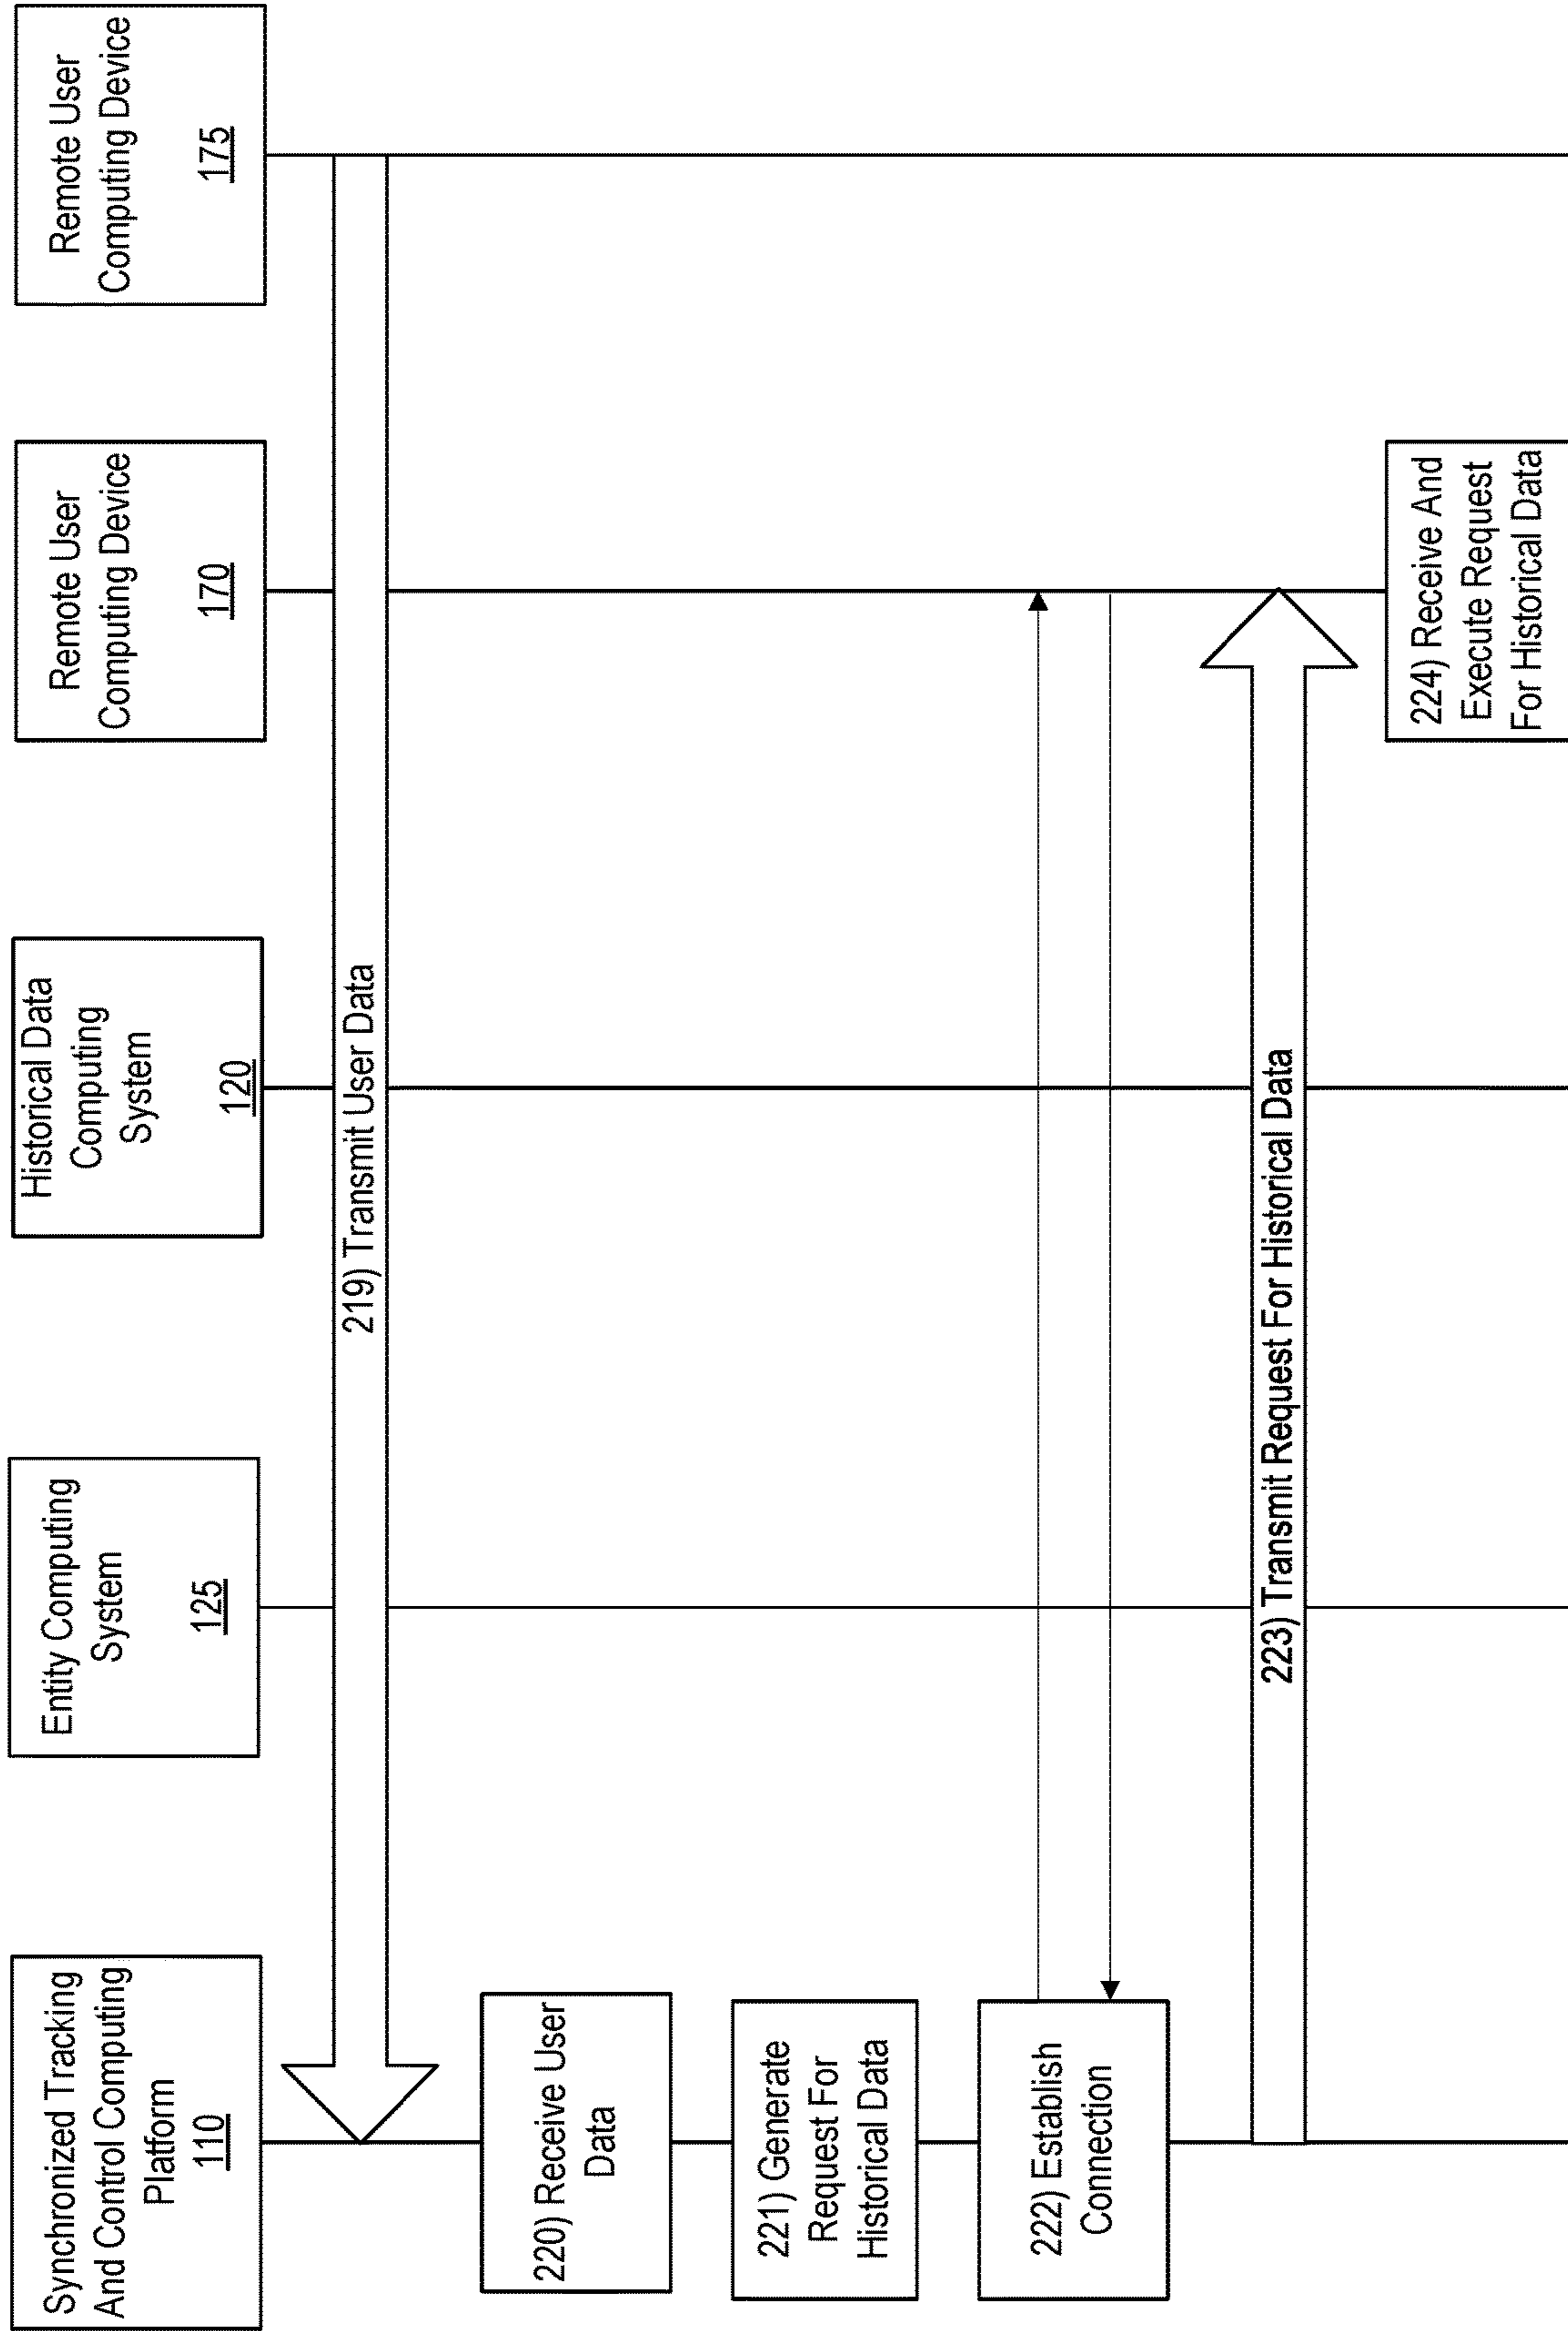 Synchronized Tracking
And Control Computing
Platform
110
Entity Computing
System
125
Historical Data
Computing
System
120
Remote User
Computing Device
170
Remote User
Computing Device
175
219) Transmit User Data
220) Receive User
Data
221) Generate
Request For
Historical Data
222) Establish
Connection
223) Transmit Request For Historical Data
224) Receive And
Execute Request
For Historical Data